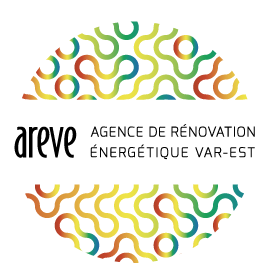 areve
AGENCE DE RÉNOVATION
ÉNERGÉTIQUE VAR-EST